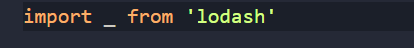 import _ from 'lodash'